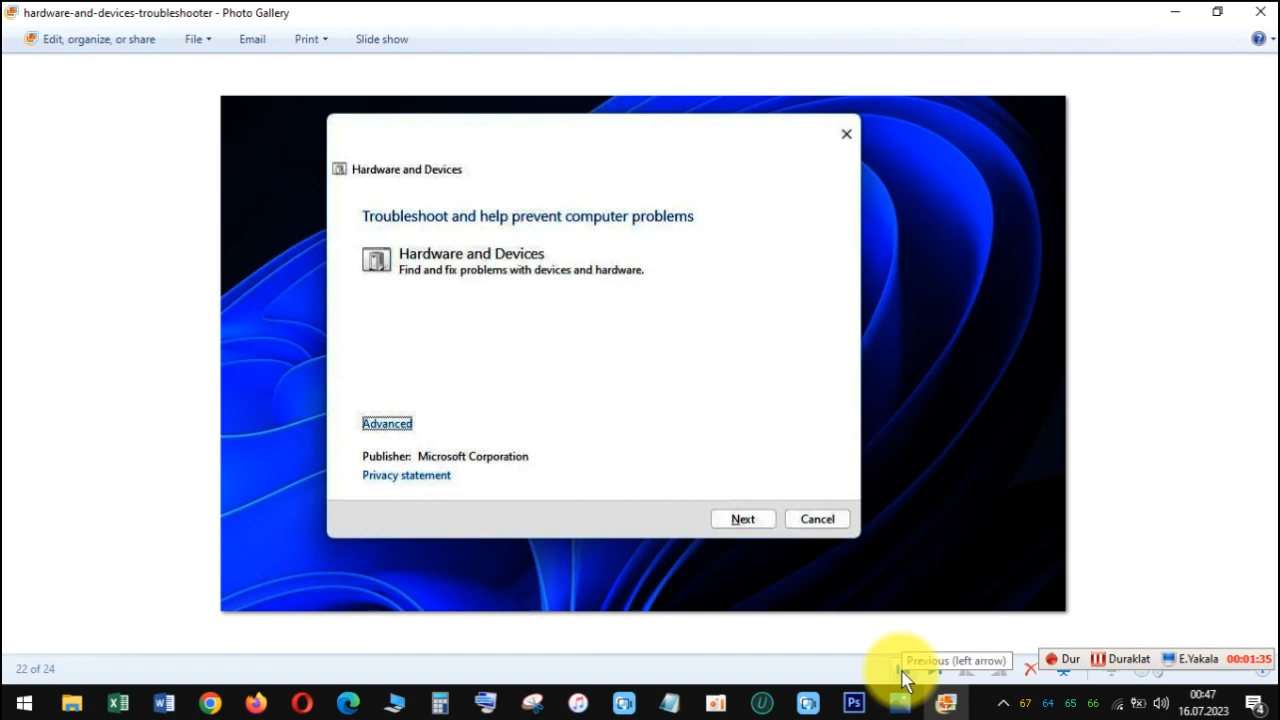 hardware-and-devices-troubleshooter - Photo Gallery
Edit, organize, or share File Email Print Slide show
Hardware and Devices
Troubleshoot and help prevent computer problems
Hardware and Devices
Find and fix problems with devices and hardware.
Advanced
Publisher: Microsoft Corporation
Privacy statement
Next Cancel
22 of 24
Previous (left arrow)
Dur Duraklat E.Yakala 00:01:35
Ps 67 64 65 66
00:47
16.07.2023
4